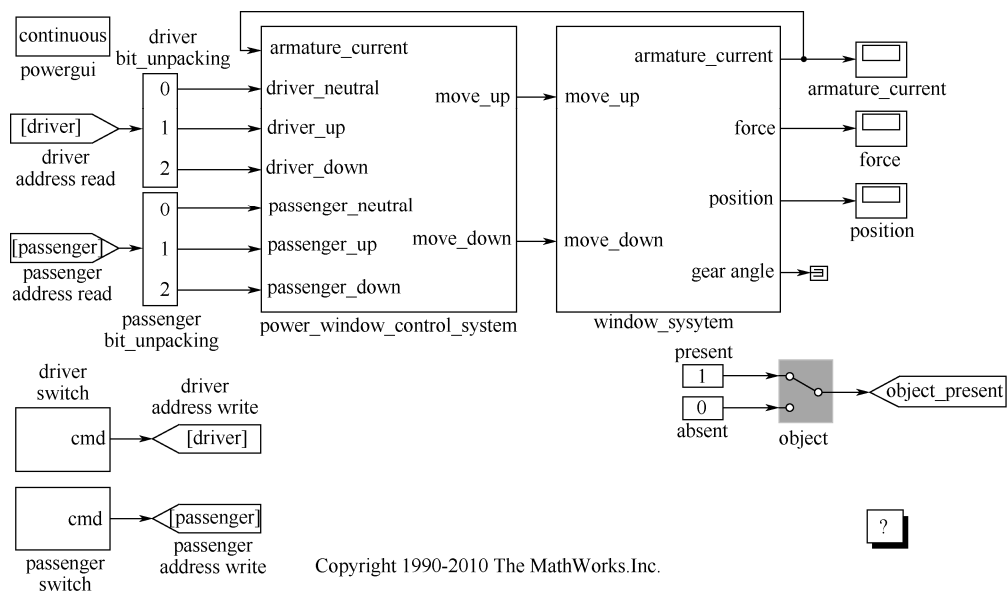 continuous
powergui
driver
bit_unpacking
0
1
2
[driver]
driver
address read
0
1
2
[passenger]
passenger
address read
passenger
bit_unpacking
armature_current
driver_neutral
driver_up
driver_down
passenger_neutral
passenger_up
passenger_down
move_up
move_down
power_window_control_system
move_up
move_down
armature_current
force
position
gear angle
window_sysytem
armature_current
force
position
driver
switch
cmd
driver
address write
[driver]
cmd
passenger
switch
[passenger]
passenger
address write
present
1
0
absent
object
object_present
?
Copyright 1990-2010 The MathWorks.Inc.